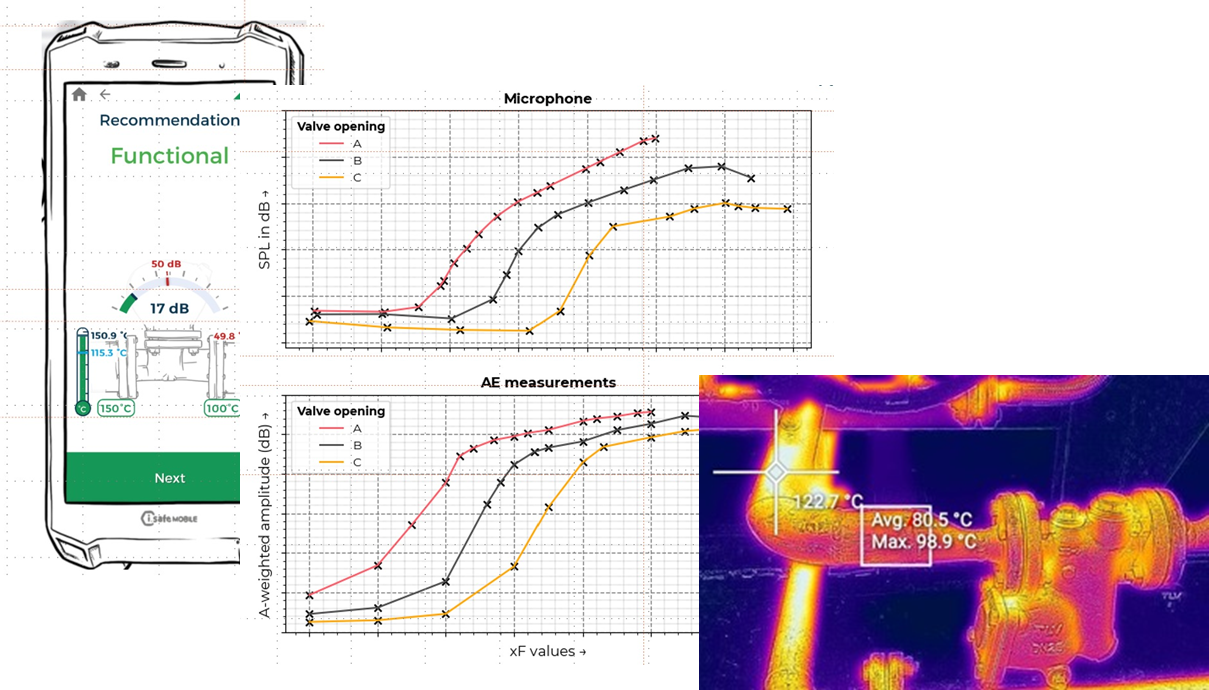 Recommendation
Functional
50 dB
17 dB
150.9 °C
115.3 °C
-49.8
°C
150°C
100°C
Next
i.safe MOBILE
Microphone
Valve opening
A
B
C
SPL in dB →
AE measurements
Valve opening
A
B
C
A-weighted amplitude (dB) →
xF values →
122.7 °C
Avg. 80.5 °C
Max. 98.9 °C